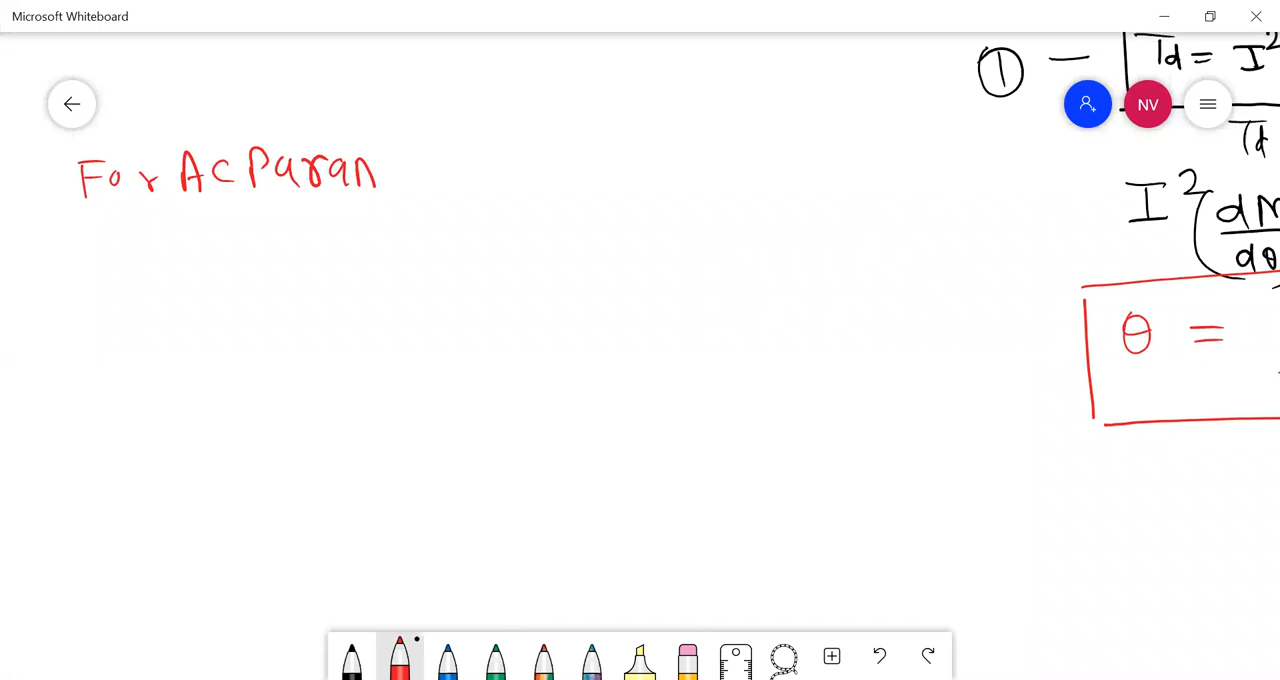 Microsoft Whiteboard
① - Td = I²
NV
Td
For AC Paran
I² (dM/dθ
θ =